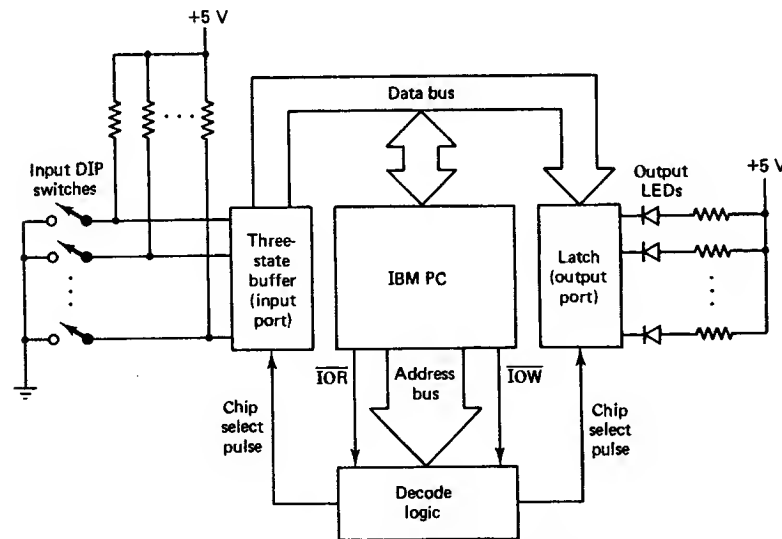 +5 V
Data bus
Input DIP
switches
Output
LEDs
+5 V
Three-
state
buffer
(input
port)
IBM PC
Latch
(output
port)
IOR
Address
bus
IOW
Chip
select
pulse
Chip
select
pulse
Decode
logic